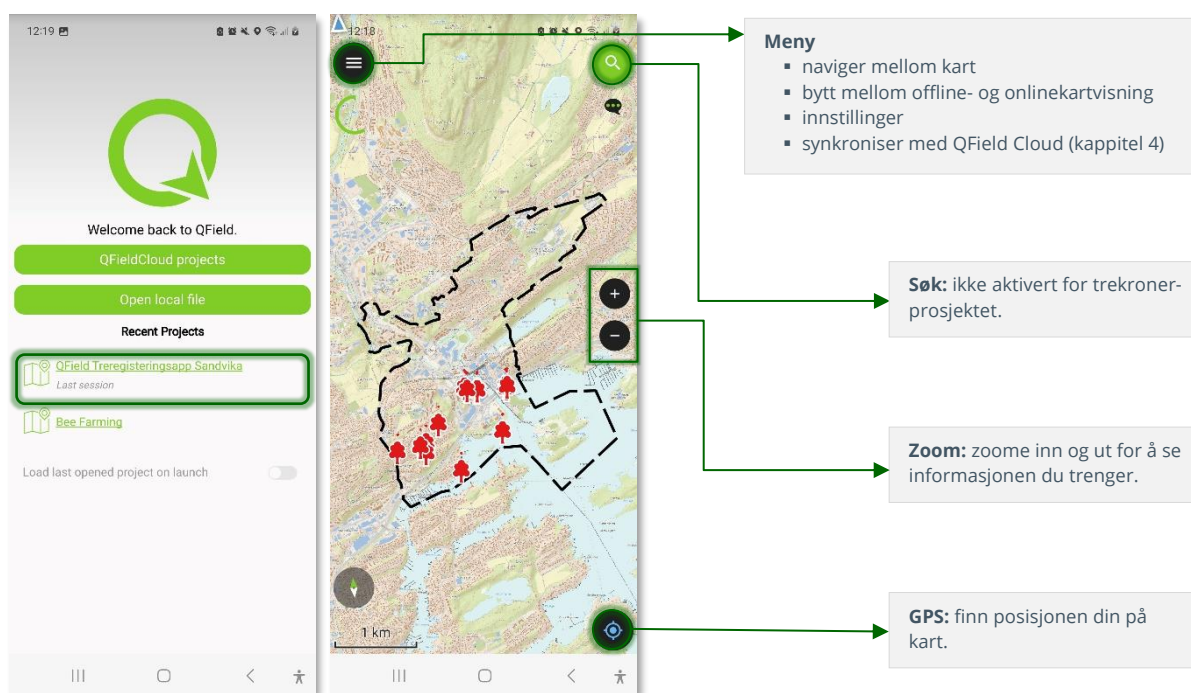 12:19
Welcome back to QField.
QFieldCloud projects
Open local file
Recent Projects
QField Treregisteringsapp Sandvika
Last session
Bee Farming
Load last opened project on launch
12:18
1 km
Meny
▪ naviger mellom kart
▪ bytt mellom offline- og onlinekartvisning
▪ innstillinger
▪ synkroniser med QField Cloud (kappitel 4)
Søk: ikke aktivert for trekroner-
prosjektet.
Zoom: zoome inn og ut for å se
informasjonen du trenger.
GPS: finn posisjonen din på
kart.